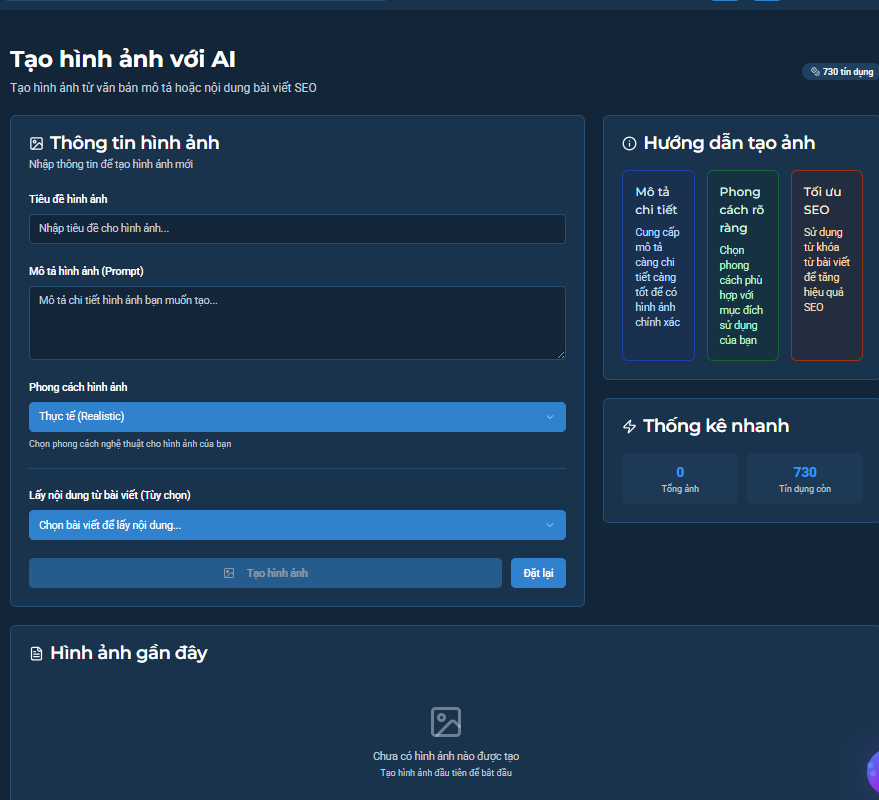 Tạo hình ảnh với AI
Tạo hình ảnh từ văn bản mô tả hoặc nội dung bài viết SEO
730 tín dụng
Thông tin hình ảnh
Nhập thông tin để tạo hình ảnh mới
Tiêu đề hình ảnh
Nhập tiêu đề cho hình ảnh...
Mô tả hình ảnh (Prompt)
Mô tả chi tiết hình ảnh bạn muốn tạo...
Phong cách hình ảnh
Thực tế (Realistic)
Chọn phong cách nghệ thuật cho hình ảnh của bạn
Lấy nội dung từ bài viết (Tùy chọn)
Chọn bài viết để lấy nội dung...
Tạo hình ảnh
Đặt lại
Hướng dẫn tạo ảnh
Mô tả
chi tiết
Cung cấp
mô tả
càng chi
tiết càng
tốt để có
hình ảnh
chính xác
Phong
cách rõ
ràng
Chọn
phong
cách phù
hợp với
mục đích
sử dụng
của bạn
Tối ưu
SEO
Sử dụng
từ khóa
từ bài viết
để tăng
hiệu quả
SEO
Thống kê nhanh
0
Tổng ảnh
730
Tín dụng còn
Hình ảnh gần đây
Chưa có hình ảnh nào được tạo
Tạo hình ảnh đầu tiên để bắt đầu